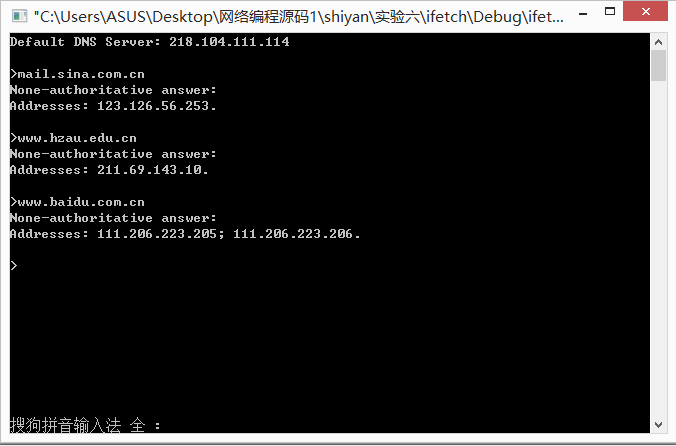 "C:\Users\ASUS\Desktop\网络编程源码1\shiyan\实验六\ifetch\Debug\ifet...
Default DNS Server: 218.104.111.114
>mail.sina.com.cn
None-authoritative answer:
Addresses: 123.126.56.253.
>www.hzau.edu.cn
None-authoritative answer:
Addresses: 211.69.143.10.
>www.baidu.com.cn
None-authoritative answer:
Addresses: 111.206.223.205; 111.206.223.206.
>
搜狗拼音输入法 全 :